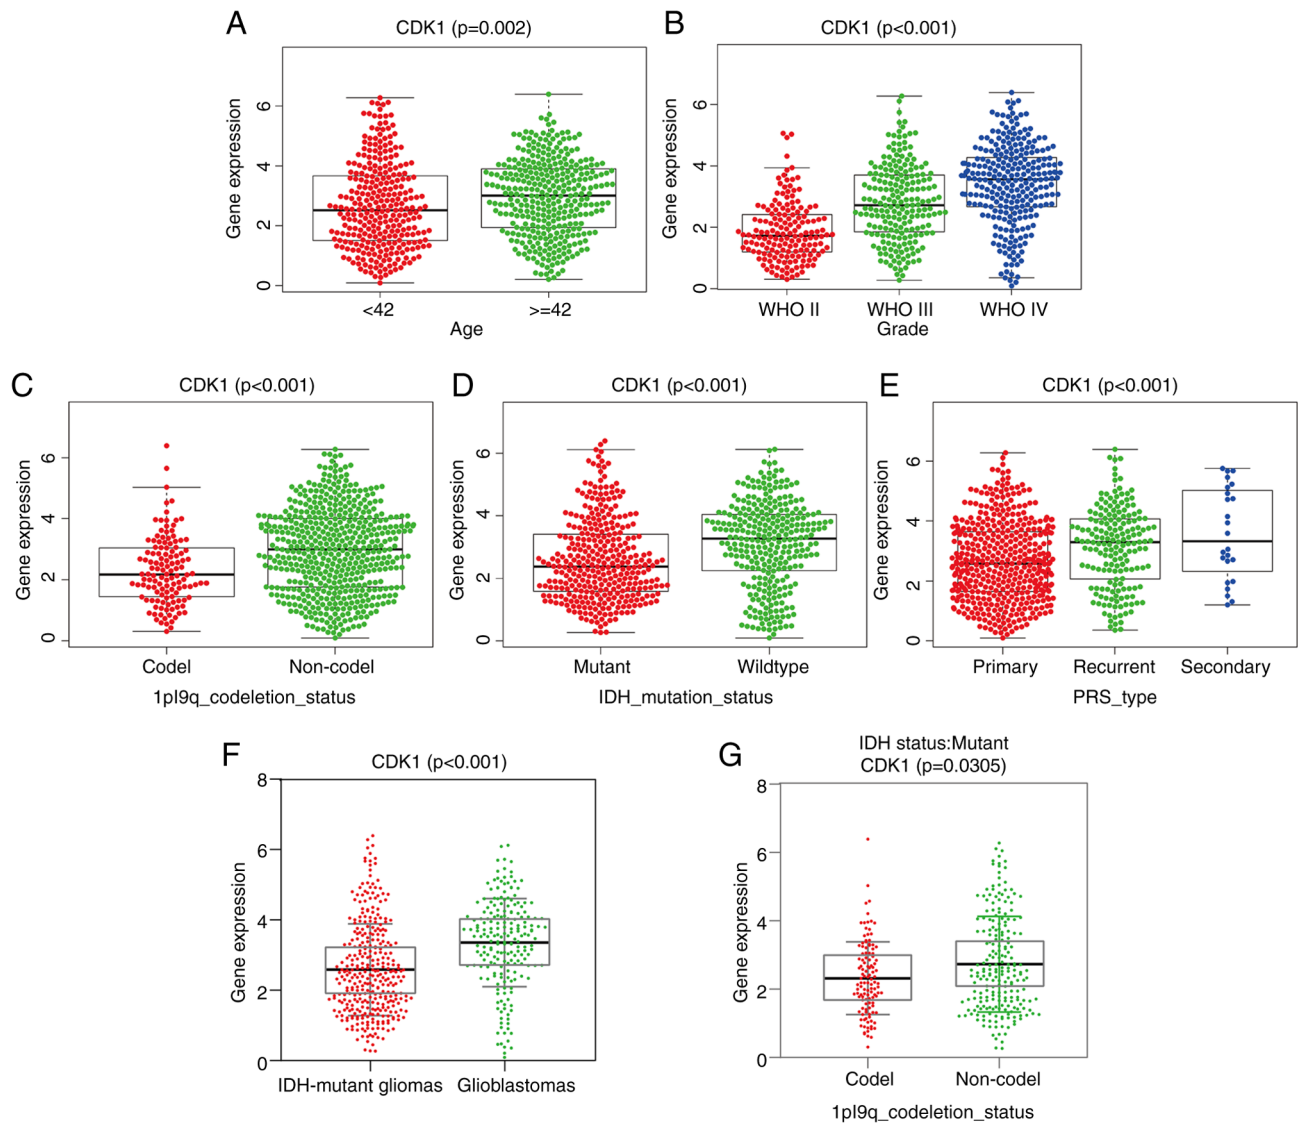 A
CDK1 (p=0.002)
Gene expression
6
4
2
0
<42
>=42
Age
B
CDK1 (p<0.001)
Gene expression
6
4
2
0
WHO II
WHO III
WHO IV
Grade
C
CDK1 (p<0.001)
Gene expression
6
4
2
0
Codel
Non-codel
1pl9q_codeletion_status
D
CDK1 (p<0.001)
Gene expression
6
4
2
0
Mutant
Wildtype
IDH_mutation_status
E
CDK1 (p<0.001)
Gene expression
6
4
2
0
Primary
Recurrent
Secondary
PRS_type
F
CDK1 (p<0.001)
Gene expression
8
6
4
2
0
IDH-mutant gliomas
Glioblastomas
G
IDH status:Mutant
CDK1 (p=0.0305)
Gene expression
8
6
4
2
0
Codel
Non-codel
1pl9q_codeletion_status